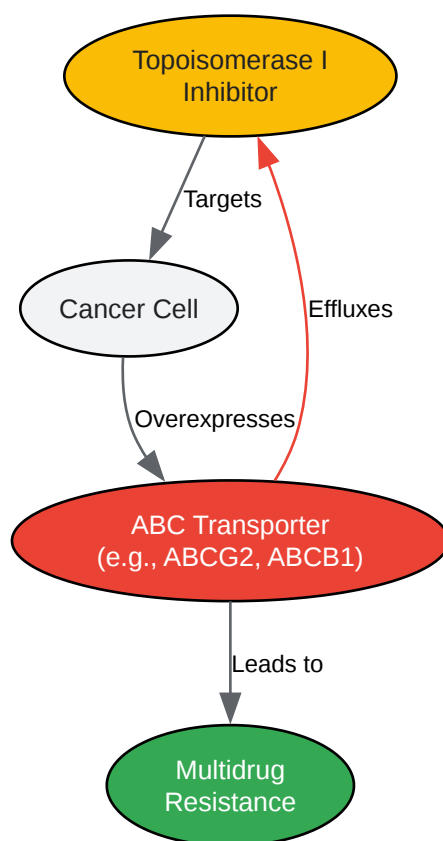 Topoisomerase I
Inhibitor
Targets
Cancer Cell
Effluxes
Overexpresses
ABC Transporter
(e.g., ABCG2, ABCB1)
Leads to
Multidrug
Resistance